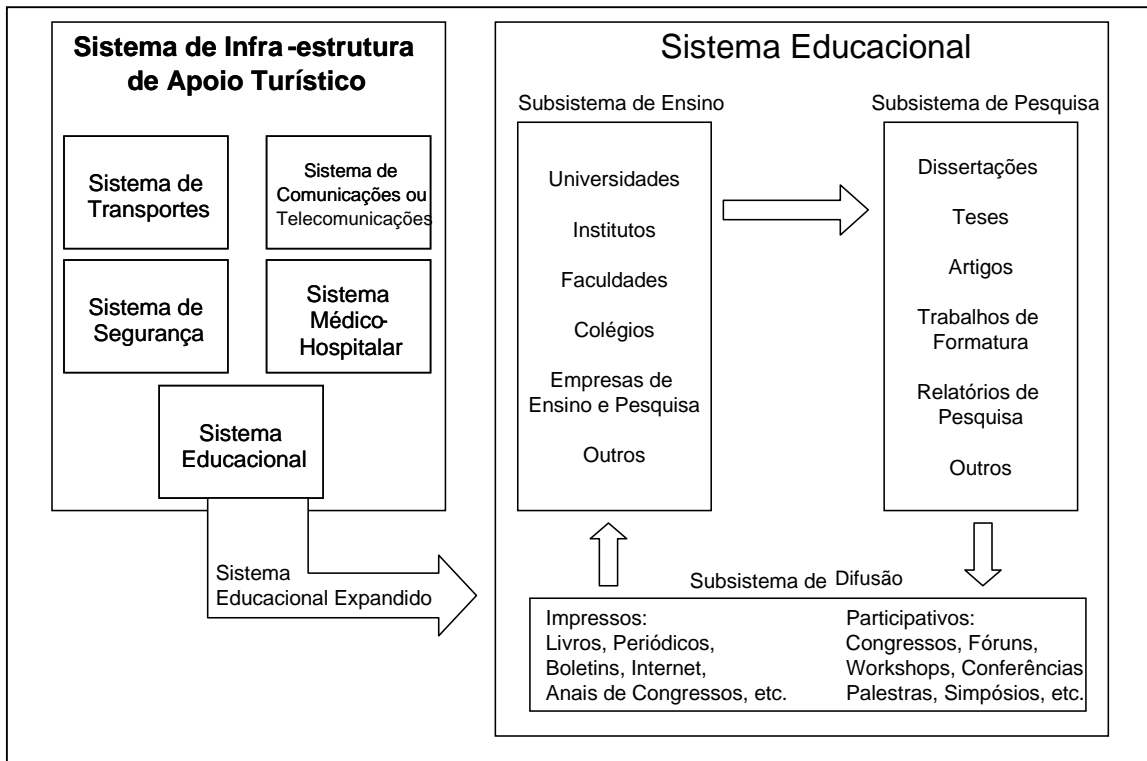 Sistema de Infra -estrutura
de Apoio Turístico
Sistema de
Transportes
Sistema de
Comunicações ou
Telecomunicações
Sistema de
Segurança
Sistema
Médico-
Hospitalar
Sistema
Educacional
Sistema
Educacional Expandido
Sistema Educacional
Subsistema de Ensino
Universidades
Institutos
Faculdades
Colégios
Empresas de
Ensino e Pesquisa
Outros
Subsistema de Pesquisa
Dissertações
Teses
Artigos
Trabalhos de
Formatura
Relatórios de
Pesquisa
Outros
Subsistema de Difusão
Impressos:
Livros, Periódicos,
Boletins, Internet,
Anais de Congressos, etc.
Participativos:
Congressos, Fóruns,
Workshops, Conferências
Palestras, Simpósios, etc.